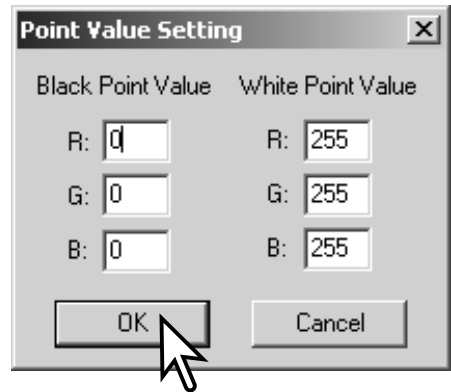 Point Value Setting
Black Point Value White Point Value
R: 0 R: 255
G: 0 G: 255
B: 0 B: 255
OK Cancel